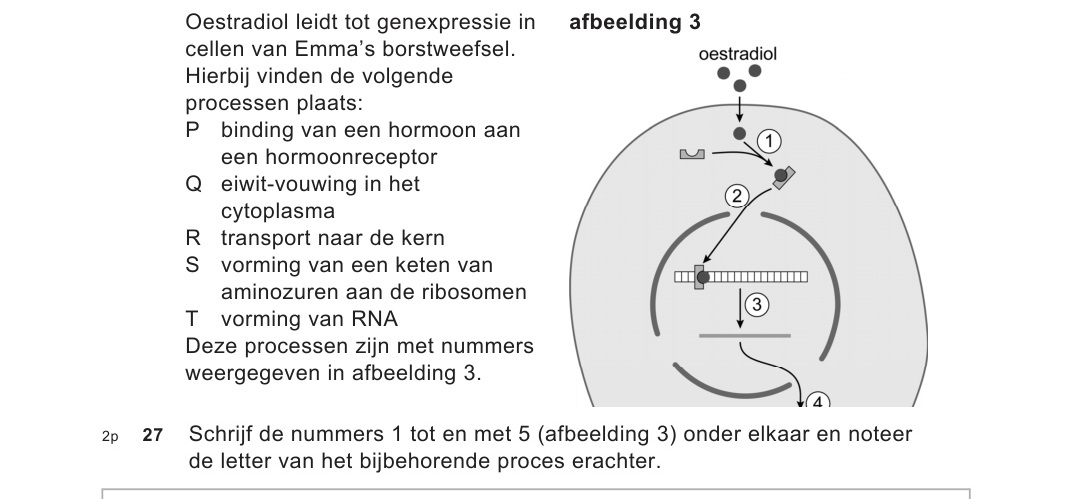 Oestradiol leidt tot genexpressie in
cellen van Emma's borstweefsel.
Hierbij vinden de volgende
processen plaats:
P binding van een hormoon aan
een hormoonreceptor
Q eiwit-vouwing in het
cytoplasma
R transport naar de kern
S vorming van een keten van
aminozuren aan de ribosomen
T vorming van RNA
Deze processen zijn met nummers
weergegeven in afbeelding 3.
afbeelding 3
oestradiol
1
2
3
4
2p 27 Schrijf de nummers 1 tot en met 5 (afbeelding 3) onder elkaar en noteer
de letter van het bijbehorende proces erachter.